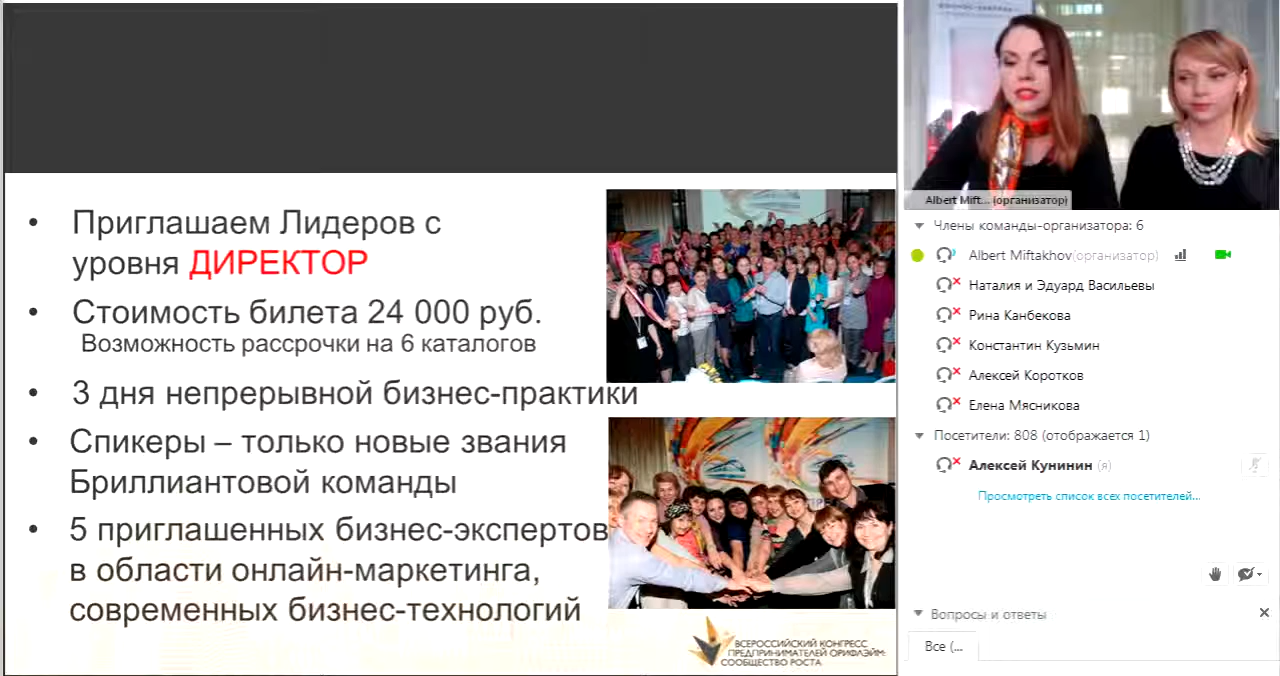 • Приглашаем Лидеров с
уровня ДИРЕКТОР
• Стоимость билета 24 000 руб.
Возможность рассрочки на 6 каталогов
• 3 дня непрерывной бизнес-практики
• Спикеры – только новые звания
Бриллиантовой команды
• 5 приглашенных бизнес-экспертов
в области онлайн-маркетинга,
современных бизнес-технологий
ВСЕРОССИЙСКИЙ КОНГРЕСС
ПРЕДПРИНИМАТЕЛЕЙ ОРИФЛЭЙМ:
СООБЩЕСТВО РОСТА
Albert Mift... (организатор)
Члены команды-организатора: 6
Albert Miftakhov(организатор)
Наталия и Эдуард Васильевы
Рина Канбекова
Константин Кузьмин
Алексей Коротков
Елена Мясникова
Посетители: 808 (отображается 1)
Алексей Кунинин (я)
Просмотреть список всех посетителей...
Вопросы и ответы
Все (...